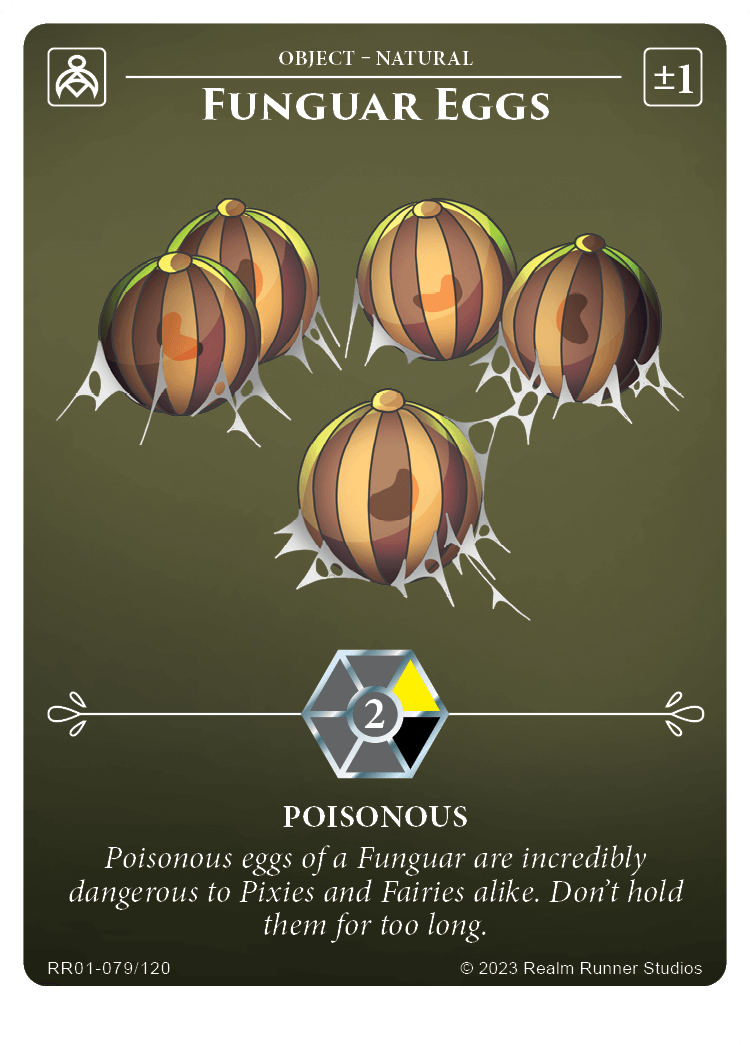 OBJECT – NATURAL
±1
FUNGUAR EGGS
2
POISONOUS
Poisonous eggs of a Funguar are incredibly
dangerous to Pixies and Fairies alike. Don’t hold
them for too long.
RR01-079/120
© 2023 Realm Runner Studios